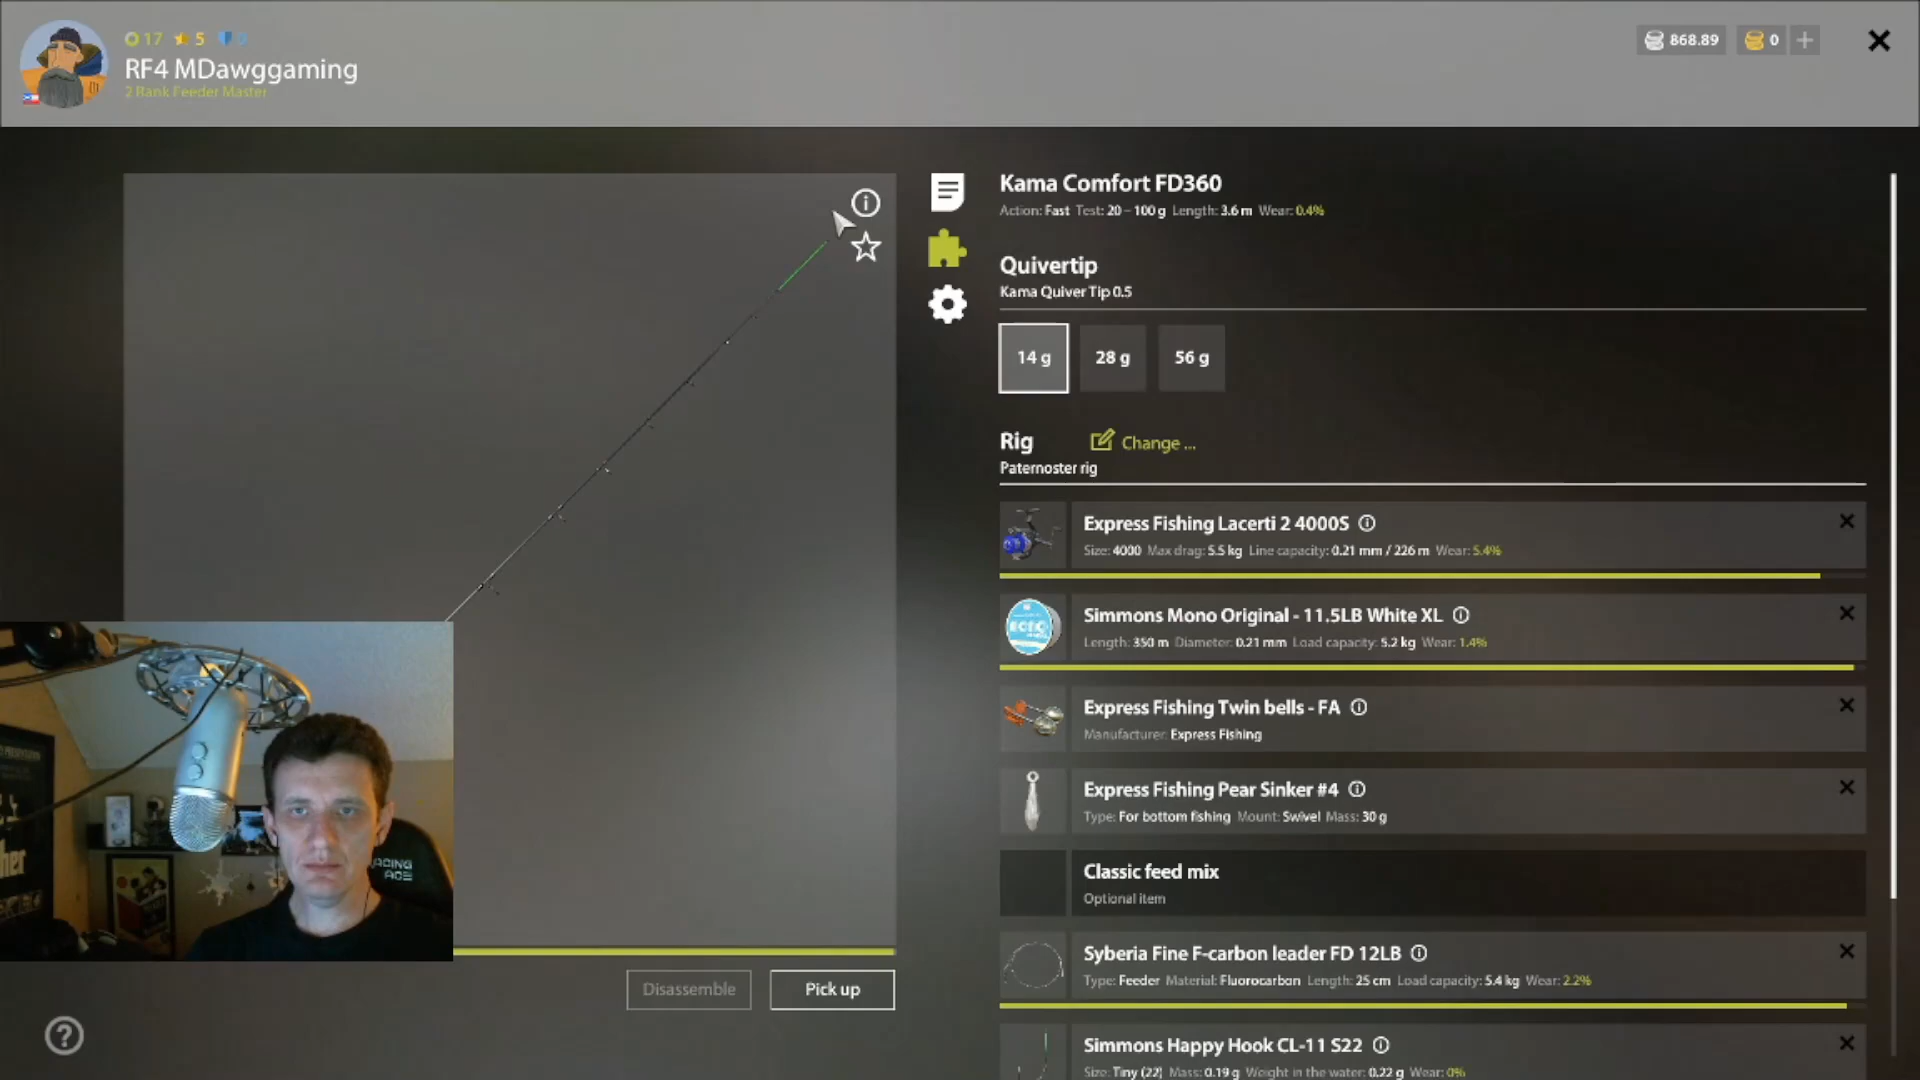 17 5
RF4 MDawggaming
2 Rank Feeder Master
868.89 0
Kama Comfort FD360
Action: Fast Test: 20 – 100 g Length: 3.6 m Wear: 0.4%
Quivertip
Kama Quiver Tip 0.5
14 g 28 g 56 g
Rig Change ...
Paternoster rig
Express Fishing Lacerti 2 4000S
Size: 4000 Max drag: 5.5 kg Line capacity: 0.21 mm / 226 m Wear: 5.4%
Simmons Mono Original - 11.5LB White XL
Length: 350 m Diameter: 0.21 mm Load capacity: 5.2 kg Wear: 1.4%
Express Fishing Twin bells - FA
Manufacturer: Express Fishing
Express Fishing Pear Sinker #4
Type: For bottom fishing Mount: Swivel Mass: 30 g
Classic feed mix
Optional item
Syberia Fine F-carbon leader FD 12LB
Type: Feeder Material: Fluorocarbon Length: 25 cm Load capacity: 5.4 kg Wear: 2.2%
Simmons Happy Hook CL-11 S22
Size: Tiny (22) Mass: 0.19 g Weight in the water: 0.22 g Wear: 0%
Disassemble Pick up